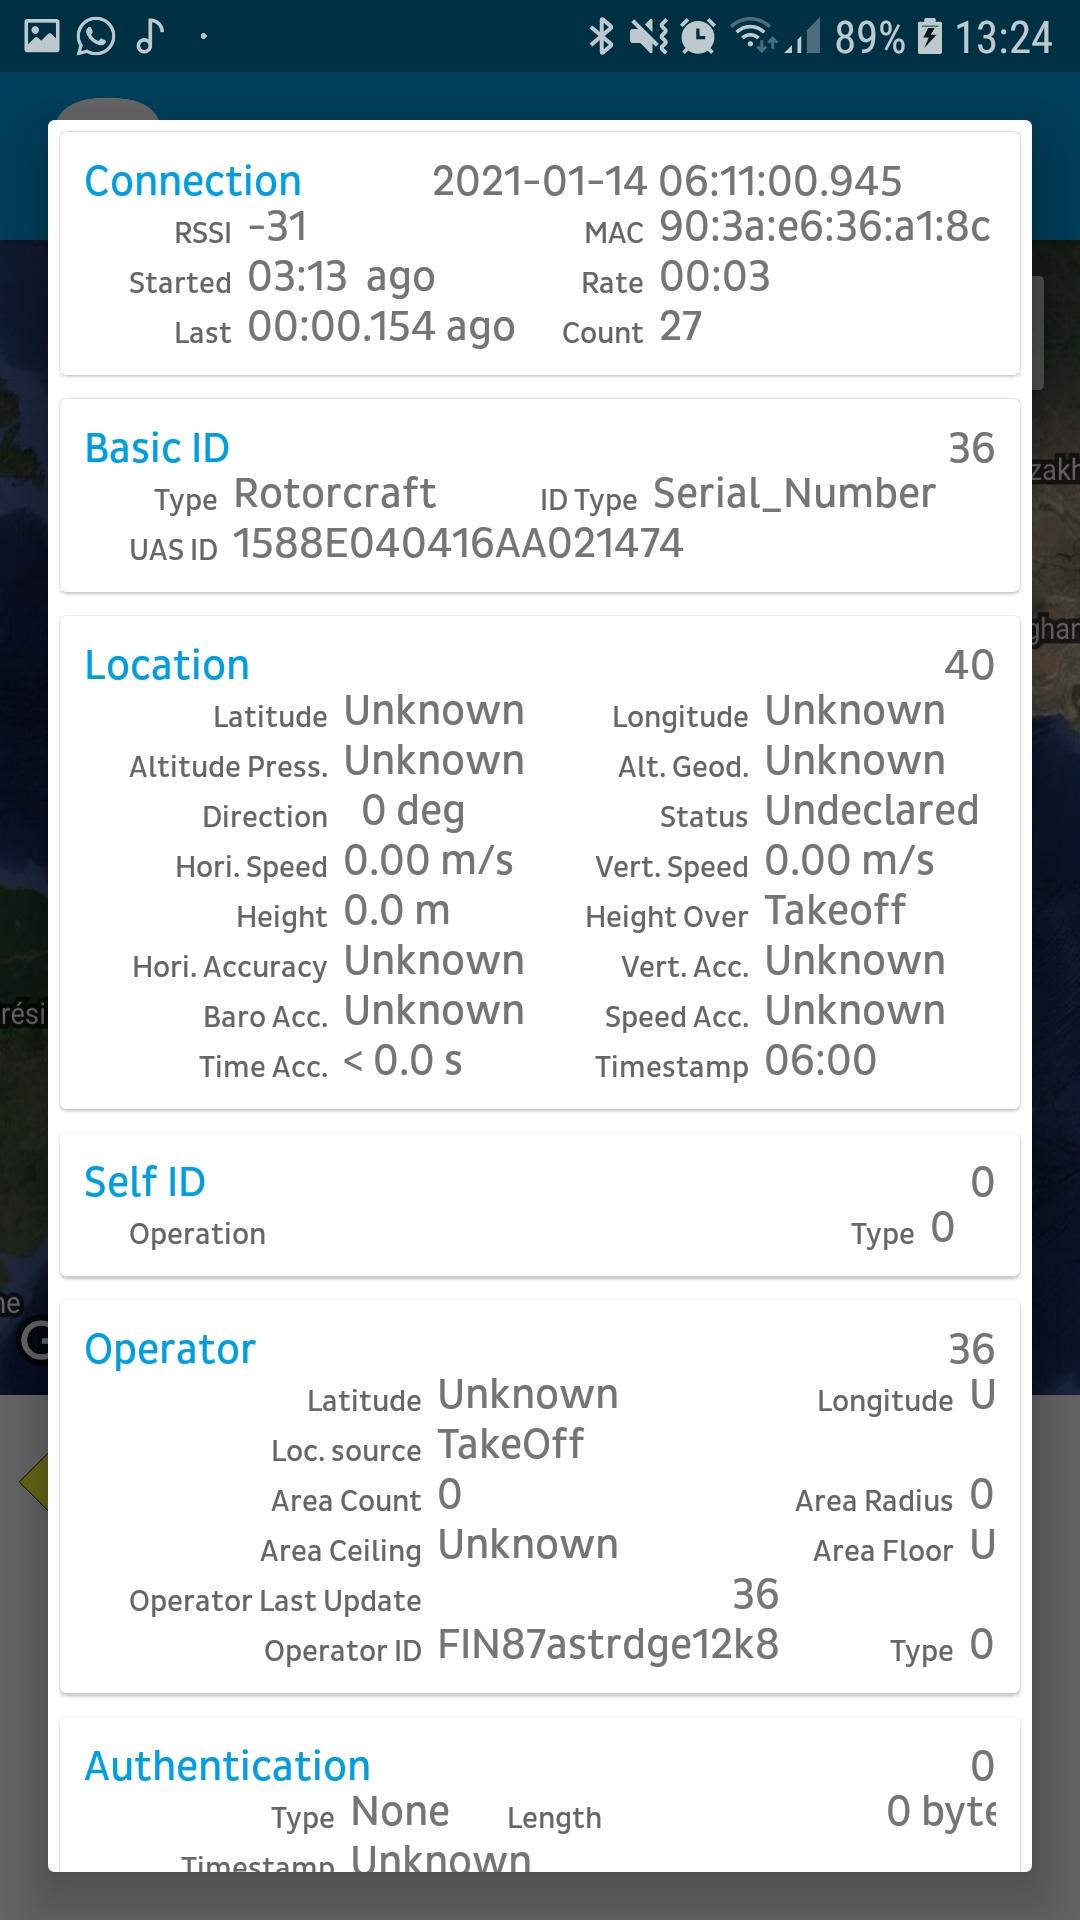 89% 13:24
Connection 2021-01-14 06:11:00.945
RSSI -31 MAC 90:3a:e6:36:a1:8c
Started 03:13 ago Rate 00:03
Last 00:00.154 ago Count 27
Basic ID 36
Type Rotorcraft ID Type Serial_Number
UAS ID 1588E040416AA021474
zakh
Location 40
ghan
Latitude Unknown Longitude Unknown
Altitude Press. Unknown Alt. Geod. Unknown
Direction 0 deg Status Undeclared
Hori. Speed 0.00 m/s Vert. Speed 0.00 m/s
Height 0.0 m Height Over Takeoff
Hori. Accuracy Unknown Vert. Acc. Unknown
rési
Baro Acc. Unknown Speed Acc. Unknown
Time Acc. < 0.0 s Timestamp 06:00
Self ID 0
Operation Type 0
ne
G
Operator 36
Latitude Unknown Longitude U
Loc. source TakeOff
Area Count 0 Area Radius 0
Area Ceiling Unknown Area Floor U
Operator Last Update 36
Operator ID FIN87astrdge12k8 Type 0
Authentication 0
Type None Length 0 byte
Timestamp Unknown